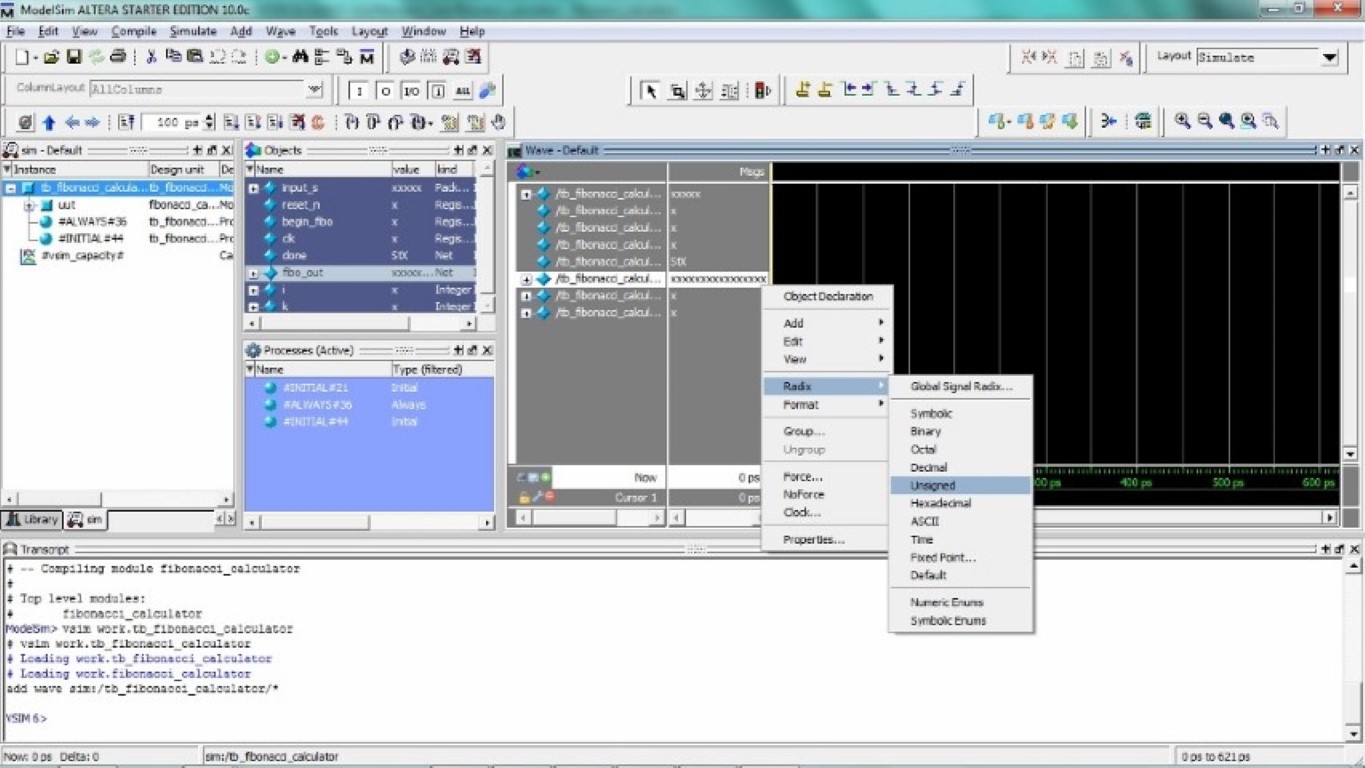 ModelSim ALTERA STARTER EDITION 10.0c
File Edit View Compile Simulate Add Wave Tools Layout Window Help
Layout Simulate
ColumnLayout AllColumns
100 ps
sim - Default
Instance Design unit De
tb_fibonacci_calcula... tb_fibonacci... Mo
uut fibonacci_ca... Mo
#ALWAYS#36 tb_fibonacci... Pro
#INITIAL#44 tb_fibonacci... Pro
#vsim_capacity# Ca
Library sim
Objects
Name value kind
input_s xxxxx Pack...
reset_n x Regis...
begin_fibo x Regis...
clk x Regis...
done StX Net
fibo_out xxxxx... Net
i x Integer
k x Integer
Processes (Active)
Name Type (filtered)
#INITIAL#21 Initial
#ALWAYS#36 Always
#INITIAL#44 Initial
Wave - Default
Msgs
/tb_fibonacci_calcul... xxxxx
/tb_fibonacci_calcul... x
/tb_fibonacci_calcul... x
/tb_fibonacci_calcul... x
/tb_fibonacci_calcul... StX
/tb_fibonacci_calcul... xxxxxxxxxxxxxxxx
/tb_fibonacci_calcul... x
/tb_fibonacci_calcul... x
Now 0 ps
Cursor 1 0 ps
400 ps 500 ps 600 ps
Object Declaration
Add
Edit
View
Radix
Format
Group...
Ungroup
Force...
NoForce
Clock...
Properties...
Global Signal Radix...
Symbolic
Binary
Octal
Decimal
Unsigned
Hexadecimal
ASCII
Time
Fixed Point...
Default
Numeric Enums
Symbolic Enums
Transcript
# -- Compiling module fibonacci_calculator
#
# Top level modules:
# fibonacci_calculator
ModelSim> vsim work.tb_fibonacci_calculator
# vsim work.tb_fibonacci_calculator
# Loading work.tb_fibonacci_calculator
# Loading work.fibonacci_calculator
add wave sim:/tb_fibonacci_calculator/*
VSIM 6>
Now: 0 ps Delta: 0 sim:/tb_fibonacci_calculator 0 ps to 621 ps